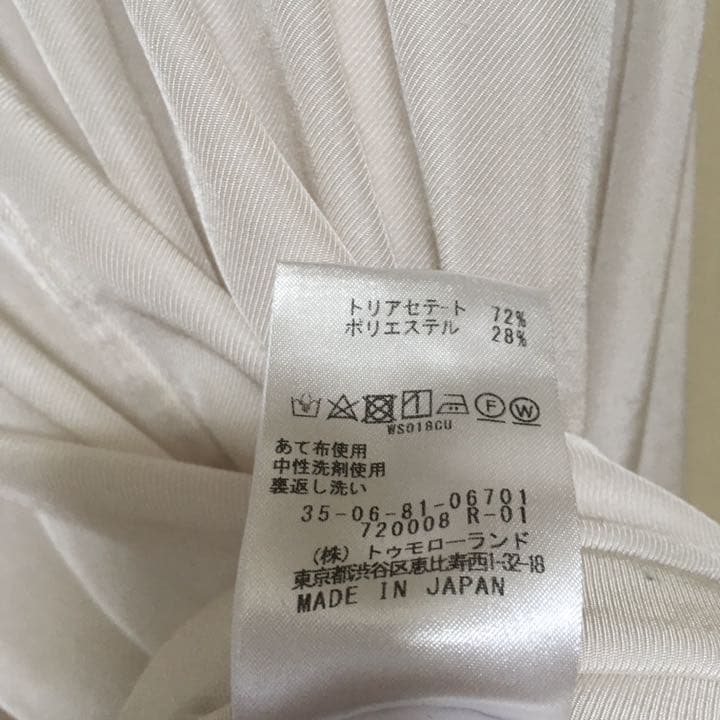 トリアセテート 72%
ポリエステル 28%
F W
WS018GU
あて布使用
中性洗剤使用
裏返し洗い
35-06-81-06701
720008 R-01
(株)トゥモローランド
東京都渋谷区恵比寿西1-32-18
MADE IN JAPAN